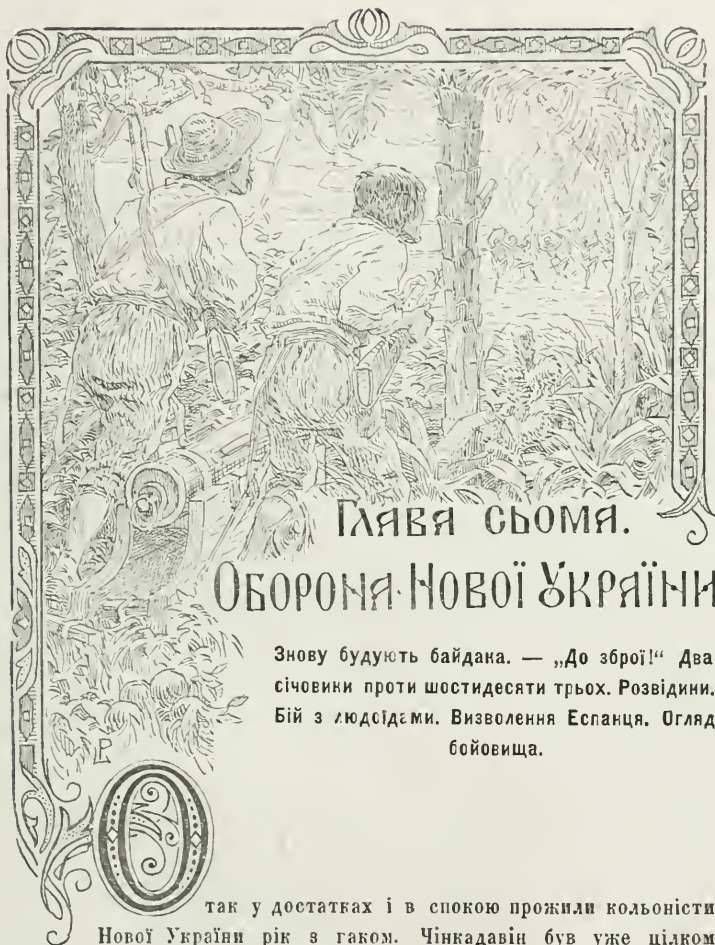 Глава сьома.
Оборона Нової України
Знову будують байдака. — „До зброї!“ Два
січовики проти шостидесяти трьох. Розвідини.
Бій з людоїдами. Визволення Еспанця. Огляд
бойовища.
Отак у достатках і в спокою прожили кольоністи
Нової України рік з гаком. Чінкадавін був уже цілком